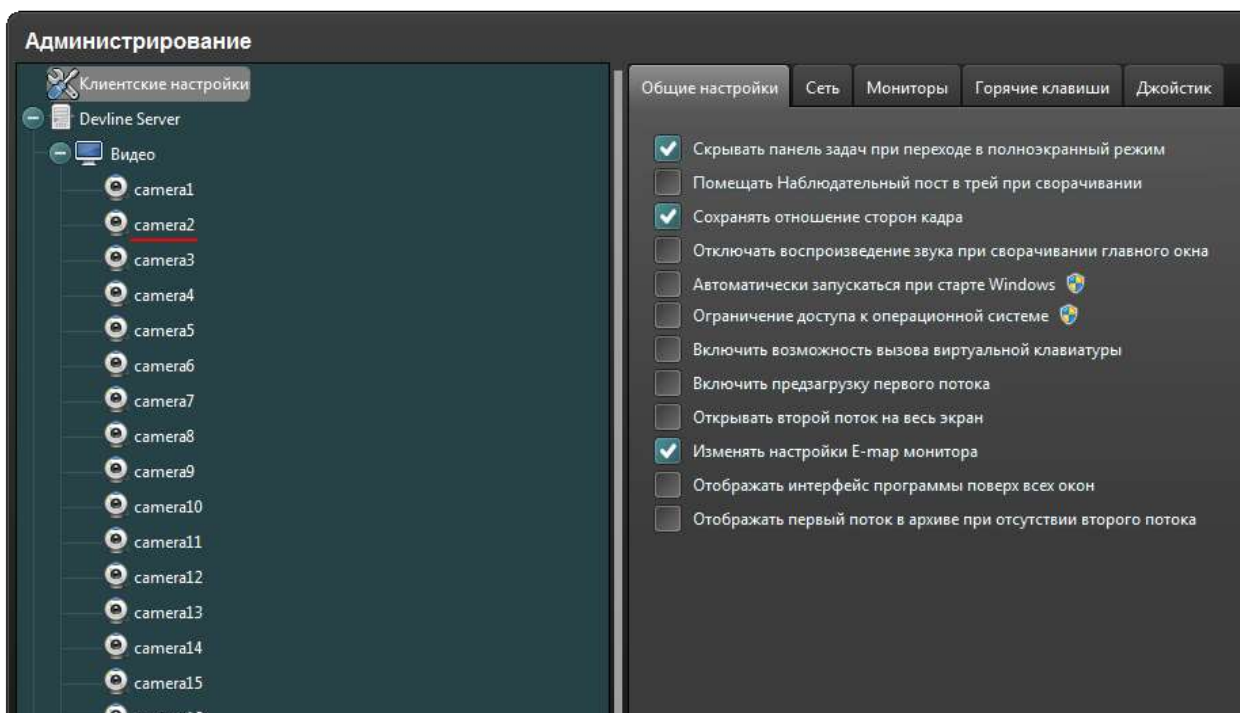 Администрирование
Клиентские настройки
Devline Server
Видео
camera1
camera2
camera3
camera4
camera5
camera6
camera7
camera8
camera9
camera10
camera11
camera12
camera13
camera14
camera15
Общие настройки Сеть Мониторы Горячие клавиши Джойстик
Скрывать панель задач при переходе в полноэкранный режим
Помещать Наблюдательный пост в трей при сворачивании
Сохранять отношение сторон кадра
Отключать воспроизведение звука при сворачивании главного окна
Автоматически запускаться при старте Windows
Ограничение доступа к операционной системе
Включить возможность вызова виртуальной клавиатуры
Включить предзагрузку первого потока
Открывать второй поток на весь экран
Изменять настройки E-map монитора
Отображать интерфейс программы поверх всех окон
Отображать первый поток в архиве при отсутствии второго потока